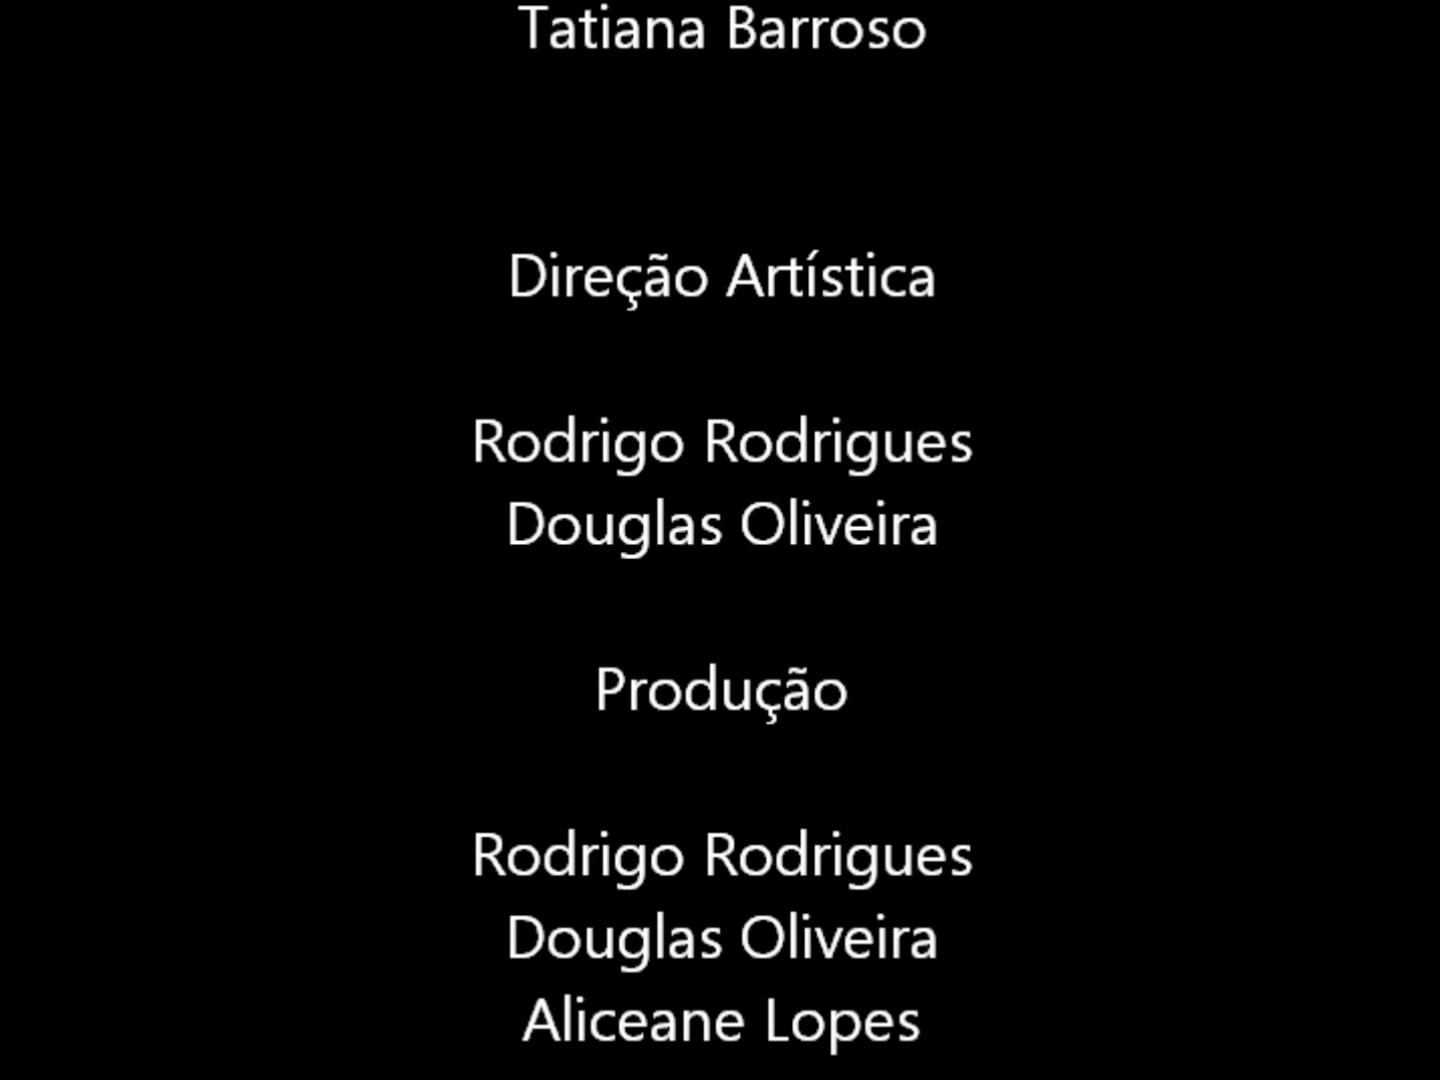 Tatiana Barroso
Direção Artística
Rodrigo Rodrigues
Douglas Oliveira
Produção
Rodrigo Rodrigues
Douglas Oliveira
Aliceane Lopes